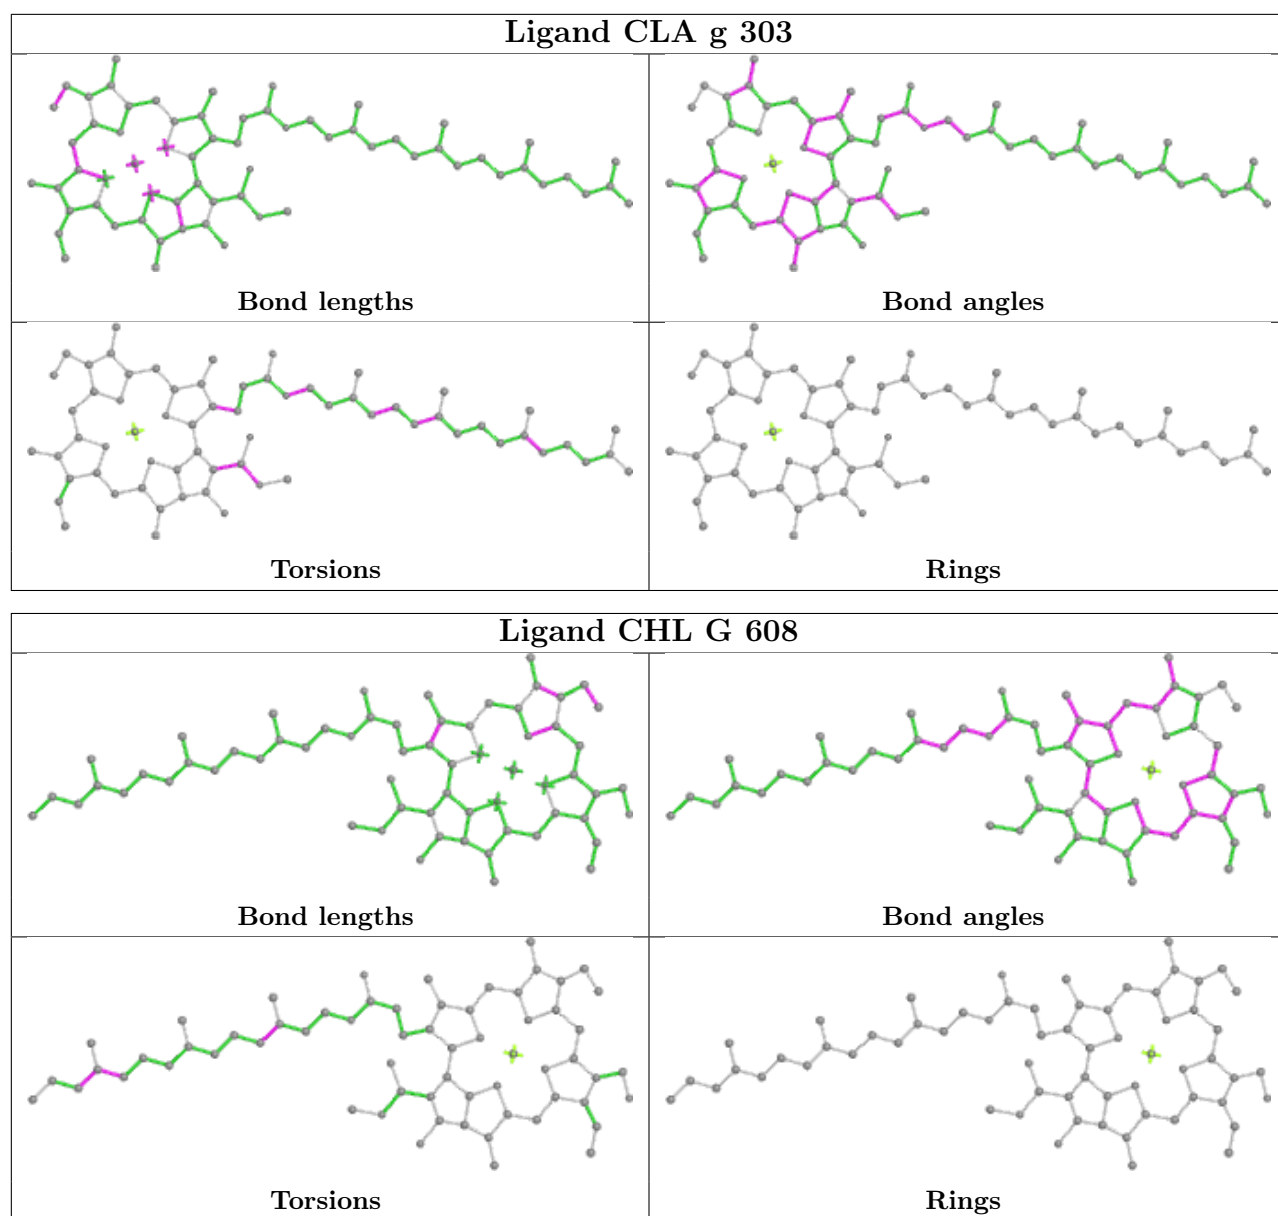 Ligand CLA g 303
Bond lengths
Bond angles
Torsions
Rings
Ligand CHL G 608
Bond lengths
Bond angles
Torsions
Rings